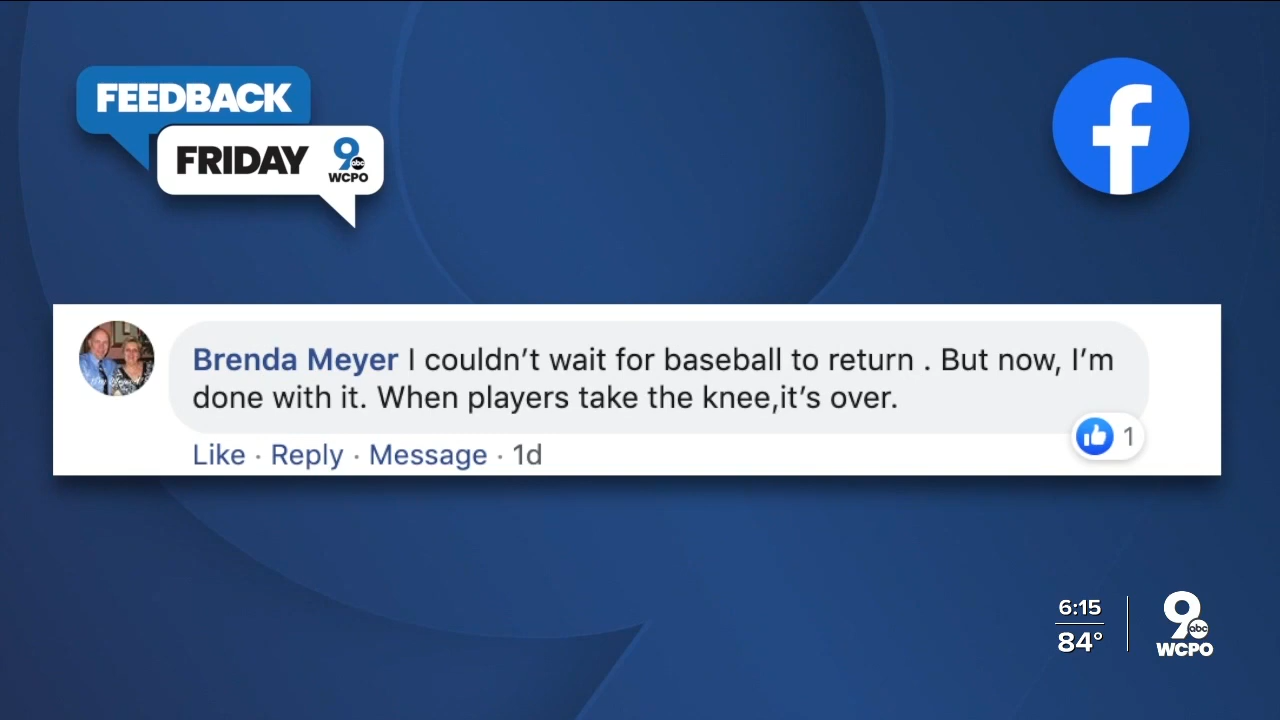 FEEDBACK
FRIDAY 9 abc
WCPO
f
Brenda Meyer I couldn’t wait for baseball to return . But now, I’m
done with it. When players take the knee,it’s over.
1
Like · Reply · Message · 1d
6:15
84°
9 abc
WCPO